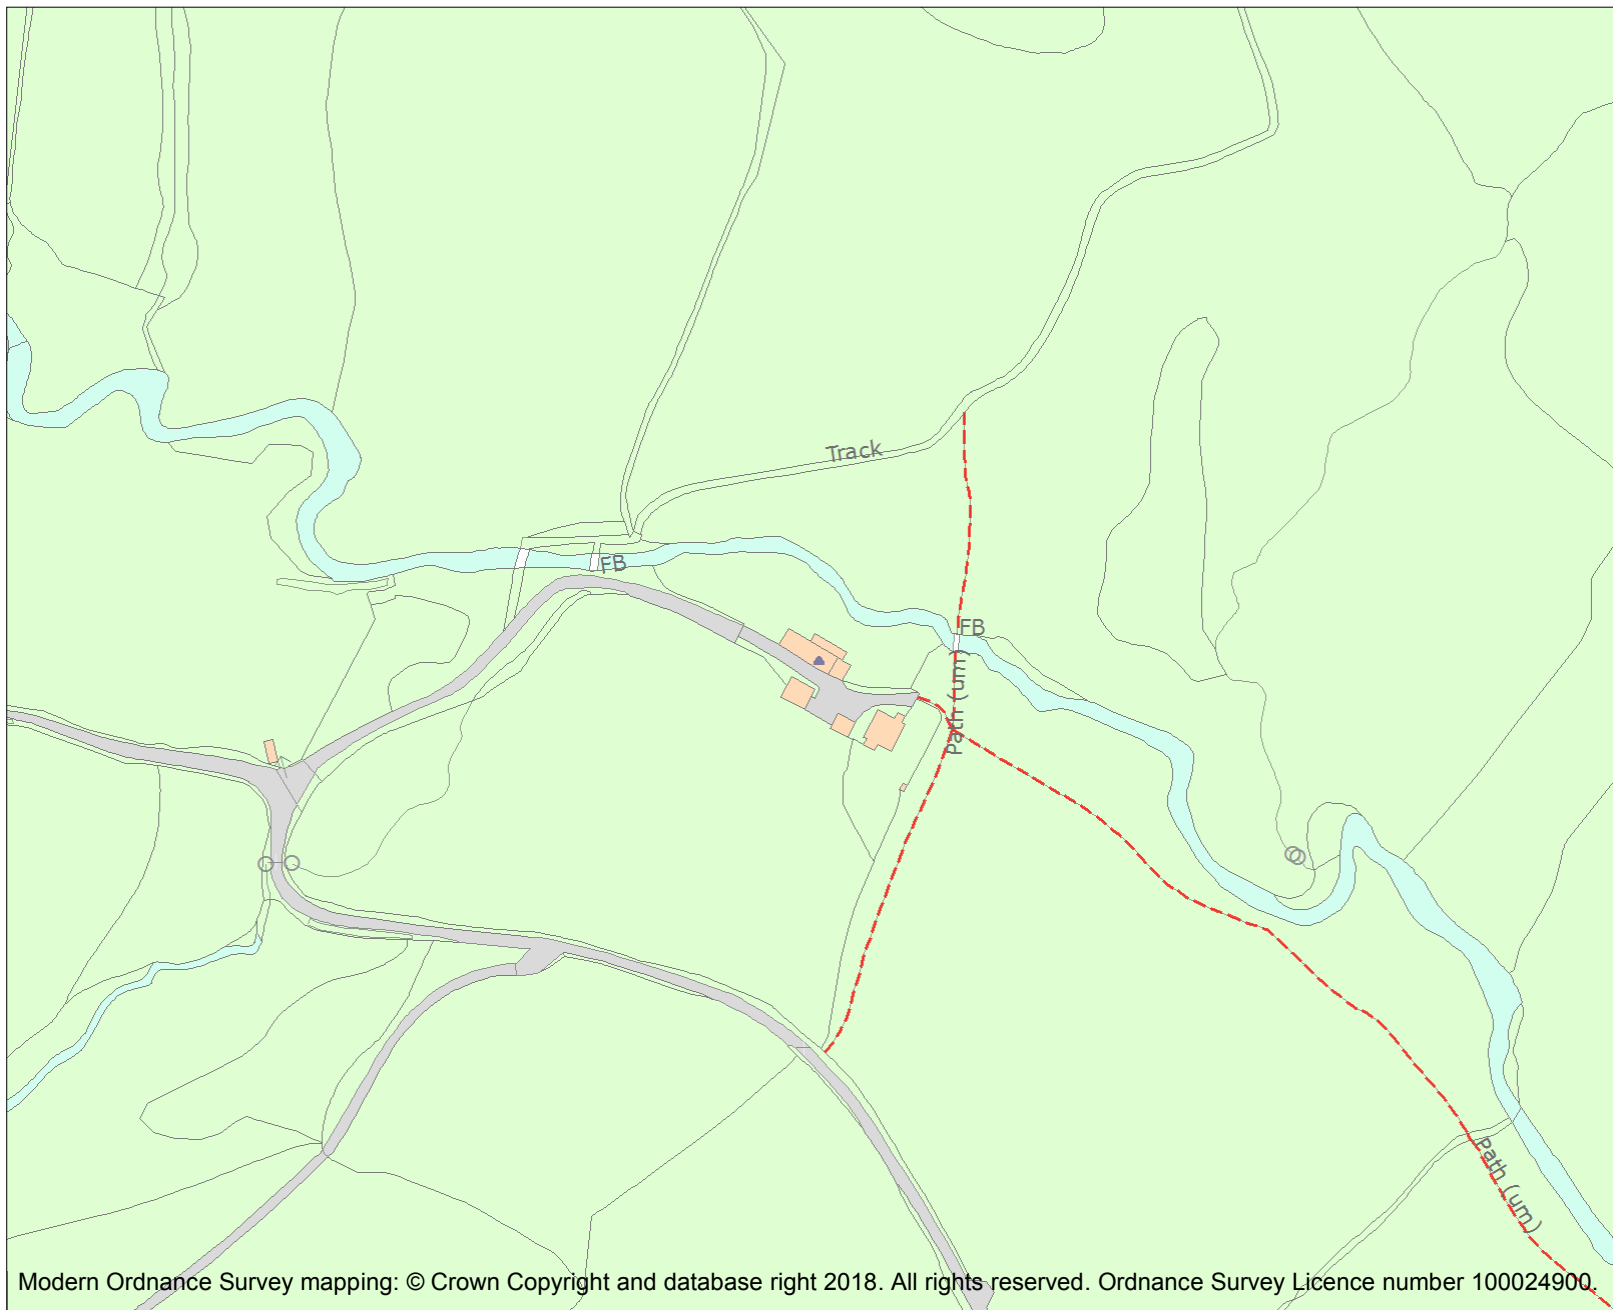 Track
FB
FB
Path (um)
Path (um)
Modern Ordnance Survey mapping: © Crown Copyright and database right 2018. All rights reserved. Ordnance Survey Licence number 100024900.